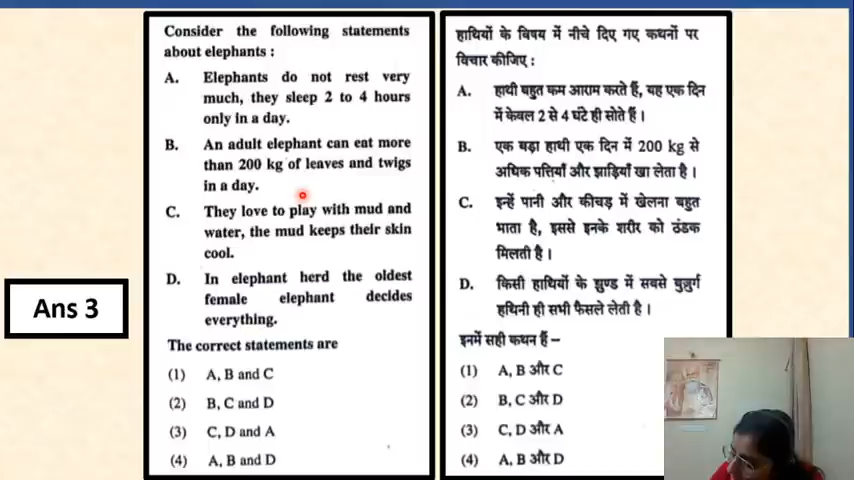 Consider the following statements
about elephants :
A. Elephants do not rest very
much, they sleep 2 to 4 hours
only in a day.
B. An adult elephant can eat more
than 200 kg of leaves and twigs
in a day.
C. They love to play with mud and
water, the mud keeps their skin
cool.
D. In elephant herd the oldest
female elephant decides
everything.
The correct statements are
(1) A, B and C
(2) B, C and D
(3) C, D and A
(4) A, B and D
हाथियों के विषय में नीचे दिए गए कथनों पर
विचार कीजिए :
A. हाथी बहुत कम आराम करते हैं, यह एक दिन
में केवल 2 से 4 घंटे ही सोते हैं ।
B. एक बड़ा हाथी एक दिन में 200 kg से
अधिक पत्तियाँ और झाड़ियाँ खा लेता है ।
C. इन्हें पानी और कीचड़ में खेलना बहुत
भाता है, इससे इनके शरीर को ठंडक
मिलती है ।
D. किसी हाथियों के झुण्ड में सबसे बुजुर्ग
हथिनी ही सभी फैसले लेती है ।
इनमें सही कथन हैं –
(1) A, B और C
(2) B, C और D
(3) C, D और A
(4) A, B और D
Ans 3